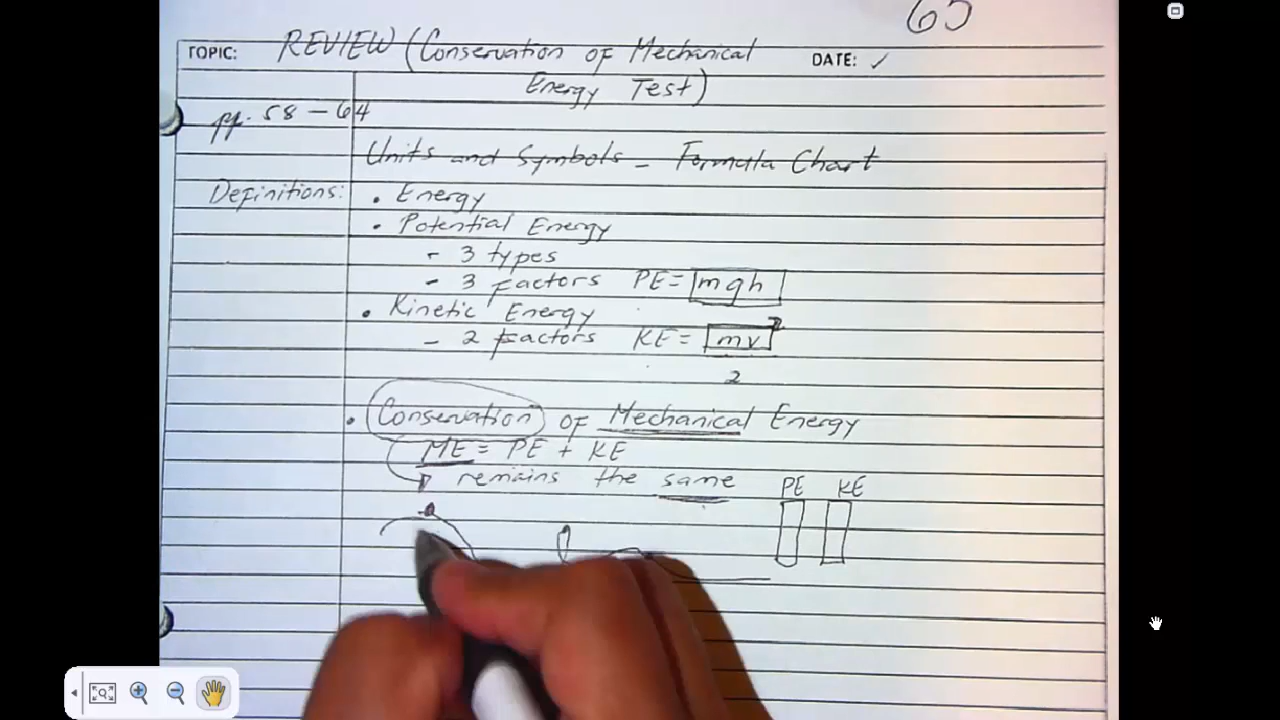 65
TOPIC: REVIEW (Conservation of Mechanical DATE: ✓
Energy Test)
pp. 58 – 64
Units and Symbols – Formula Chart
Definitions: • Energy
• Potential Energy
- 3 types
- 3 factors PE = mgh
• Kinetic Energy
- 2 factors KE = mv²
2
• Conservation of Mechanical Energy
ME = PE + KE
remains the same PE KE